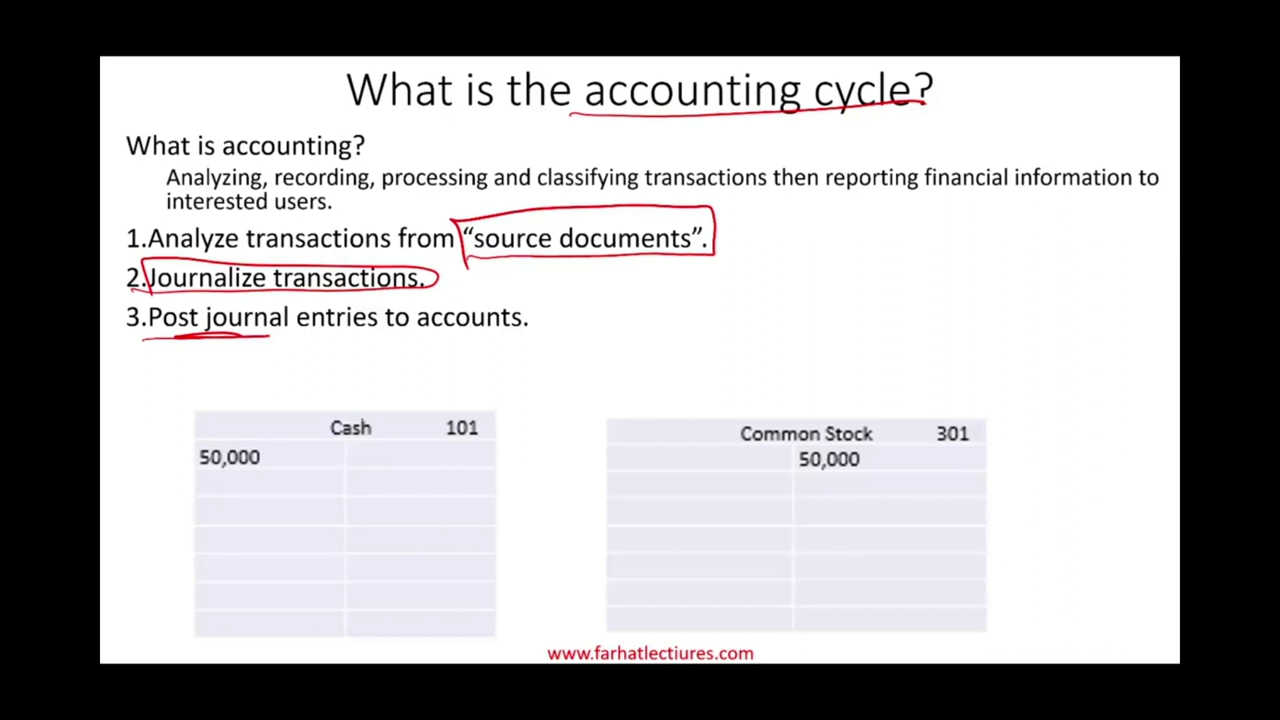 What is the accounting cycle?
What is accounting?
Analyzing, recording, processing and classifying transactions then reporting financial information to
interested users.
1.Analyze transactions from “source documents”.
2.Journalize transactions.
3.Post journal entries to accounts.
Cash 101
50,000
Common Stock 301
50,000
www.farhatlectiures.com